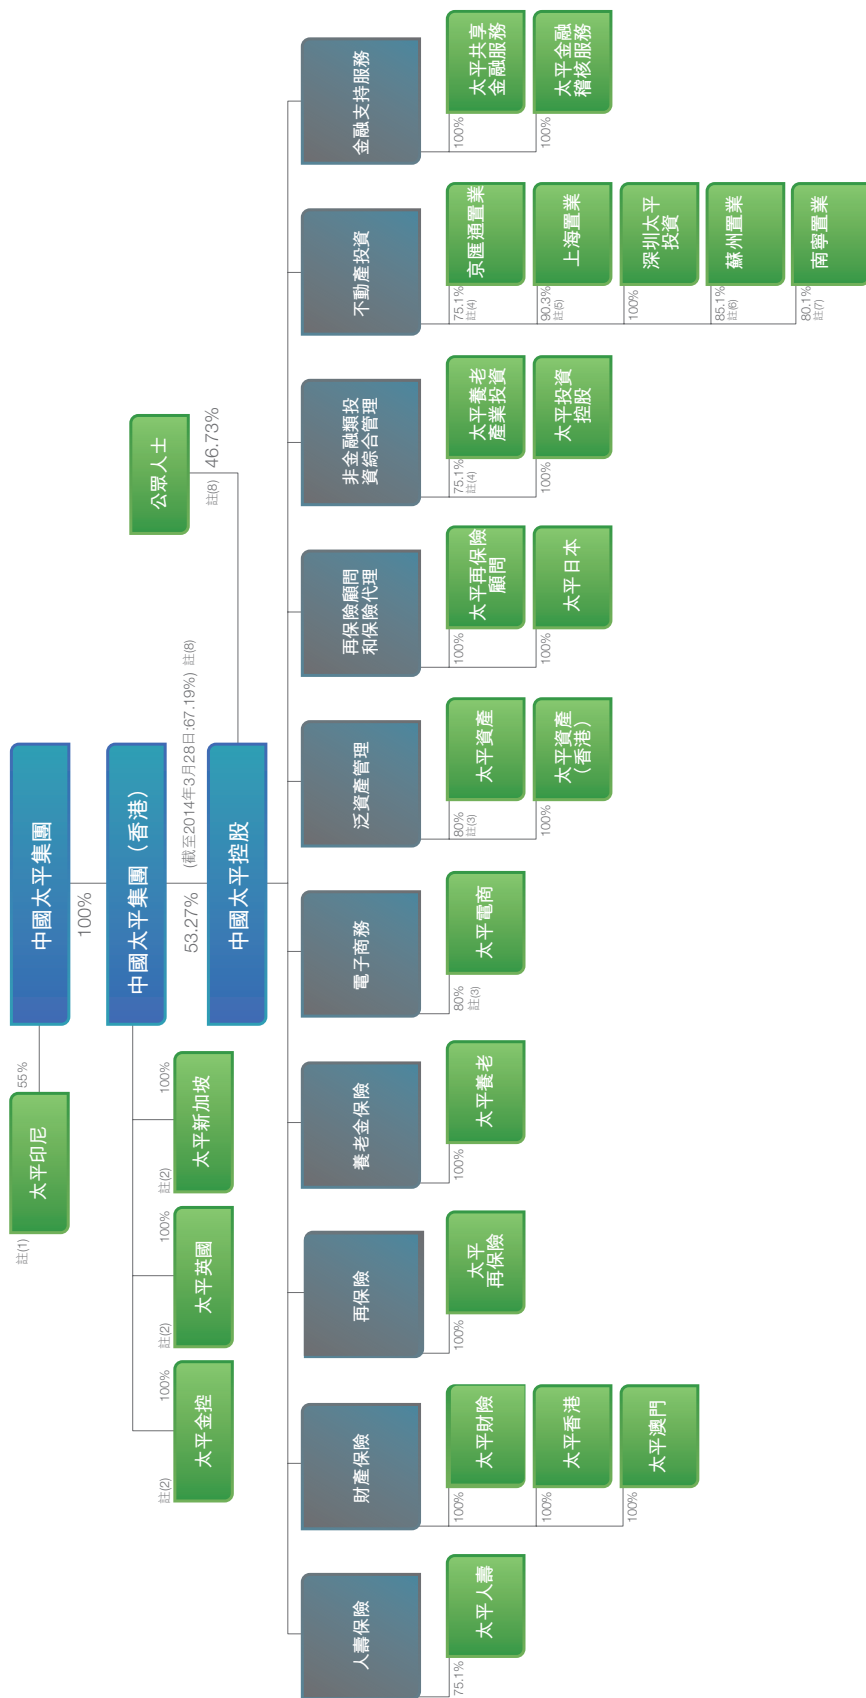 中國太平集團
太平印尼
55%
註(1)
100%
中國太平集團（香港）
太平金控
100%
註(2)
太平英國
100%
註(2)
太平新加坡
100%
註(2)
53.27%
(截至2014年3月28日:67.19%) 註(8)
公眾人士
註(8) 46.73%
中國太平控股
人壽保險
75.1%
太平人壽
財產保險
100%
太平財險
100%
太平香港
100%
太平澳門
再保險
100%
太平
再保險
養老金保險
100%
太平養老
電子商務
80%
註(3)
太平電商
泛資產管理
80%
註(3)
太平資產
100%
太平資產
（香港）
再保險顧問
和保險代理
100%
太平再保險
顧問
100%
太平日本
非金融類投
資綜合管理
75.1%
註(4)
太平養老
產業投資
100%
太平投資
控股
不動產投資
75.1%
註(4)
京匯通置業
90.3%
註(5)
上海置業
100%
深圳太平
投資
85.1%
註(6)
蘇州置業
80.1%
註(7)
南寧置業
金融支持服務
100%
太平共享
金融服務
100%
太平金融
稽核服務